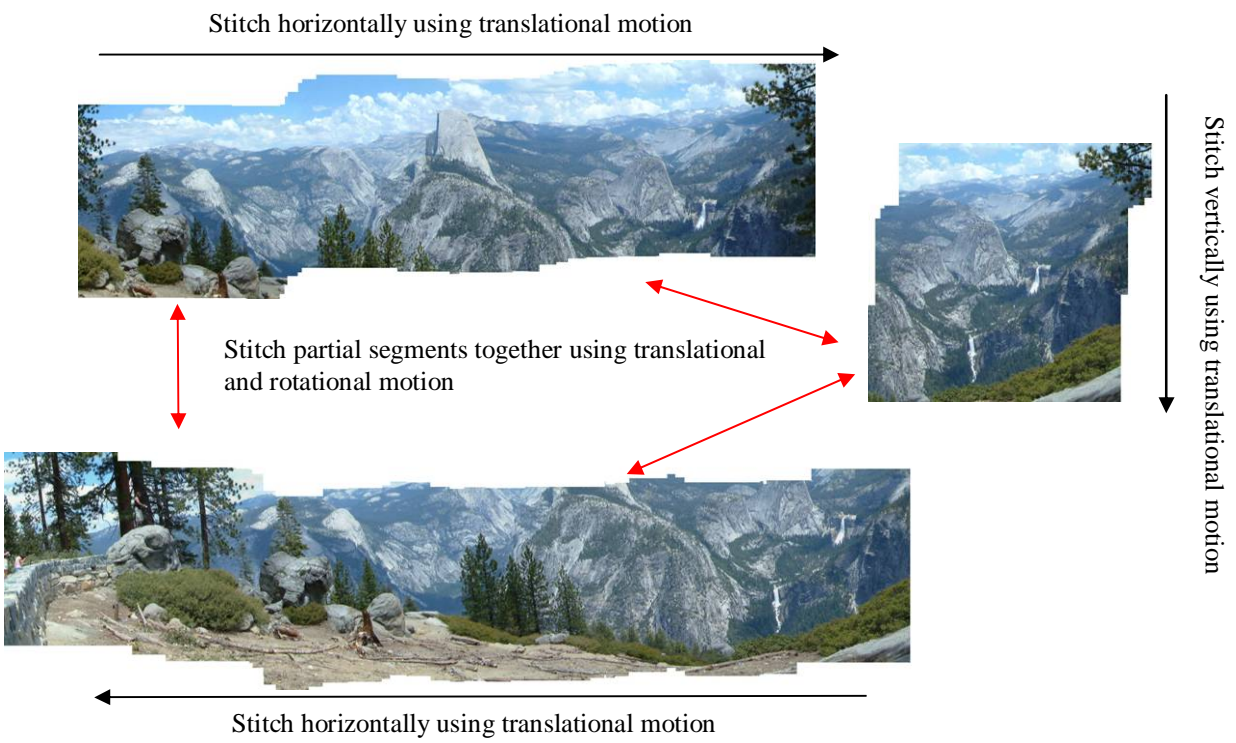 Stitch horizontally using translational motion
Stitch vertically using translational motion
Stitch partial segments together using translational
and rotational motion
Stitch horizontally using translational motion